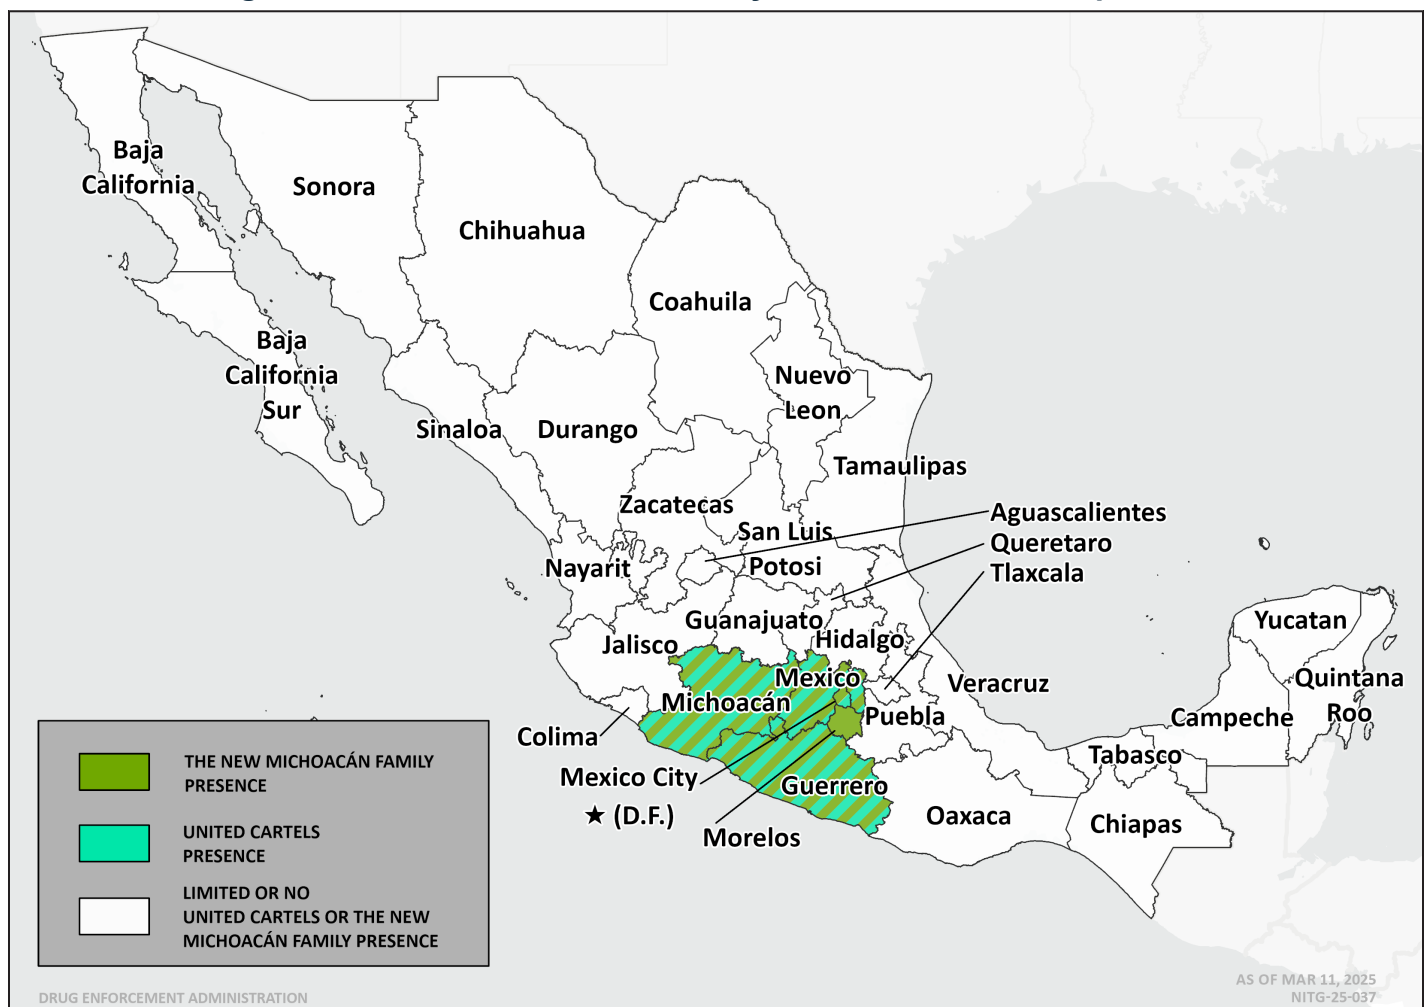 Baja
California
Sonora
Chihuahua
Coahuila
Baja
California
Sur
Nuevo
Leon
Sinaloa
Durango
Tamaulipas
Zacatecas
Aguascalientes
San Luis
Potosi
Queretaro
Tlaxcala
Nayarit
Guanajuato
Hidalgo
Jalisco
Yucatan
Mexico
Veracruz
Quintana
Roo
Michoacán
Puebla
Campeche
Colima
Tabasco
Mexico City
★ (D.F.)
Guerrero
Morelos
Oaxaca
Chiapas
THE NEW MICHOACÁN FAMILY
PRESENCE
UNITED CARTELS
PRESENCE
LIMITED OR NO
UNITED CARTELS OR THE NEW
MICHOACÁN FAMILY PRESENCE
DRUG ENFORCEMENT ADMINISTRATION
AS OF MAR 11, 2025
NITG-25-037